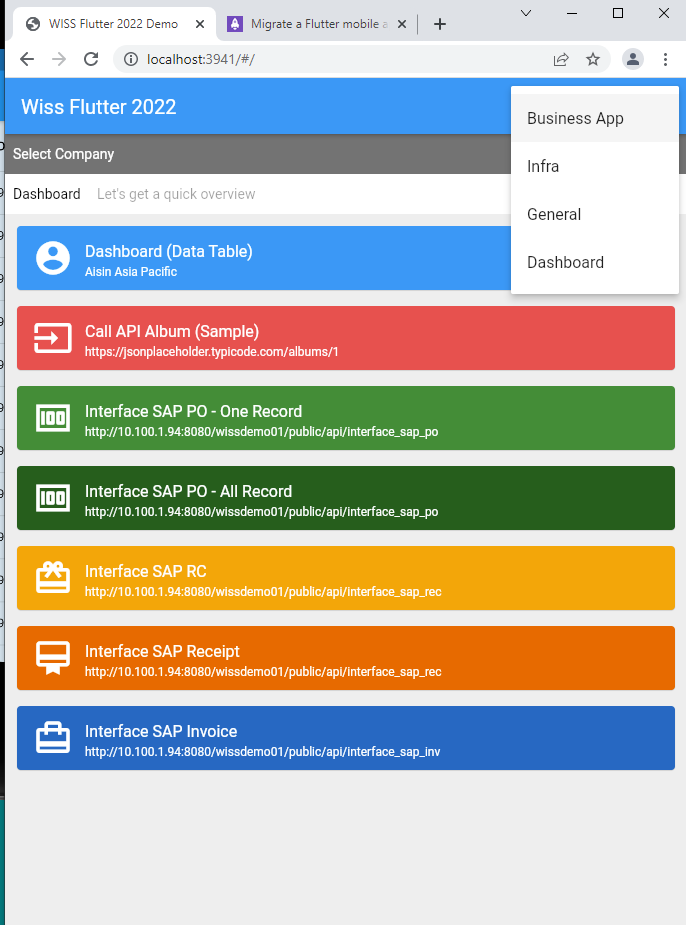 WISS Flutter 2022 Demo
Migrate a Flutter mobile a
localhost:3941/#/
Wiss Flutter 2022
Business App
Infra
General
Dashboard
Select Company
Dashboard Let's get a quick overview
Dashboard (Data Table)
Aisin Asia Pacific
Call API Album (Sample)
https://jsonplaceholder.typicode.com/albums/1
Interface SAP PO - One Record
http://10.100.1.94:8080/wissdemo01/public/api/interface_sap_po
Interface SAP PO - All Record
http://10.100.1.94:8080/wissdemo01/public/api/interface_sap_po
Interface SAP RC
http://10.100.1.94:8080/wissdemo01/public/api/interface_sap_rec
Interface SAP Receipt
http://10.100.1.94:8080/wissdemo01/public/api/interface_sap_rec
Interface SAP Invoice
http://10.100.1.94:8080/wissdemo01/public/api/interface_sap_inv